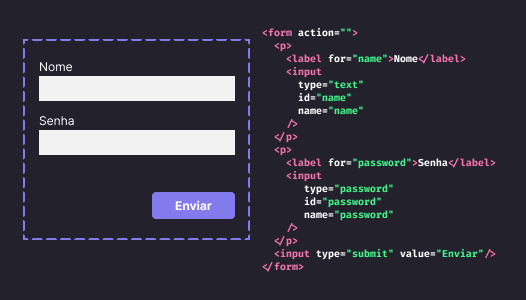 Nome
Senha
Enviar
<form action="">
<p>
<label for="name">Nome</label>
<input
type="text"
id="name"
name="name"
/>
</p>
<p>
<label for="password">Senha</label>
<input
type="password"
id="password"
name="password"
/>
</p>
<input type="submit" value="Enviar"/>
</form>